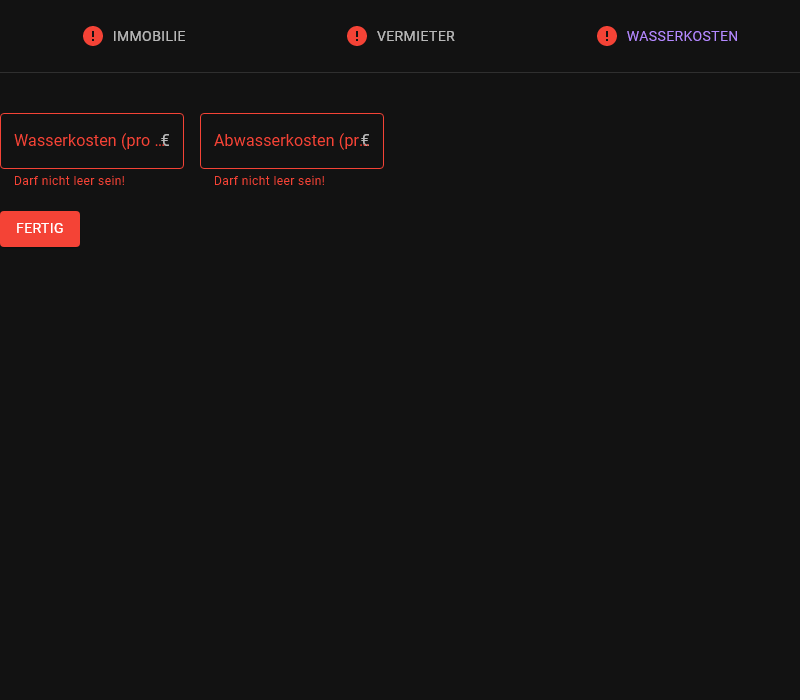 IMMOBILIE VERMIETER WASSERKOSTEN
Wasserkosten (pro ... € Abwasserkosten (pr... €
Darf nicht leer sein! Darf nicht leer sein!
FERTIG